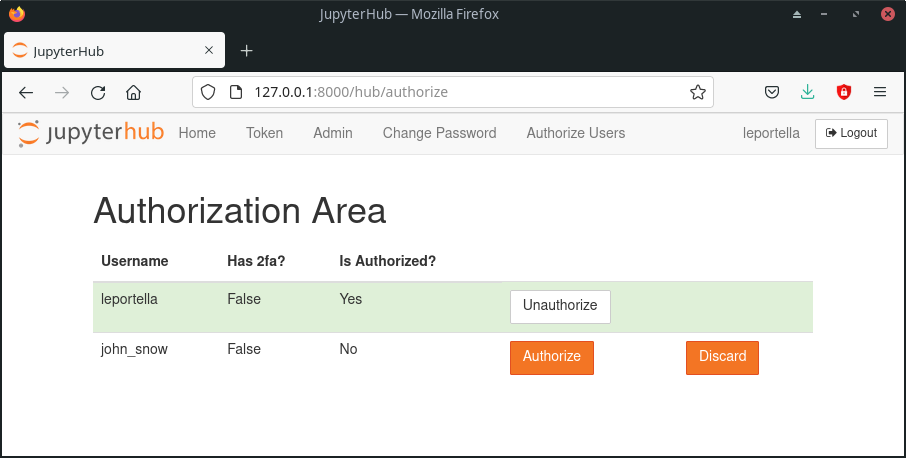 JupyterHub — Mozilla Firefox
JupyterHub
127.0.0.1:8000/hub/authorize
jupyterhub Home Token Admin Change Password Authorize Users leportella Logout
Authorization Area
Username Has 2fa? Is Authorized?
leportella False Yes Unauthorize
john_snow False No Authorize Discard